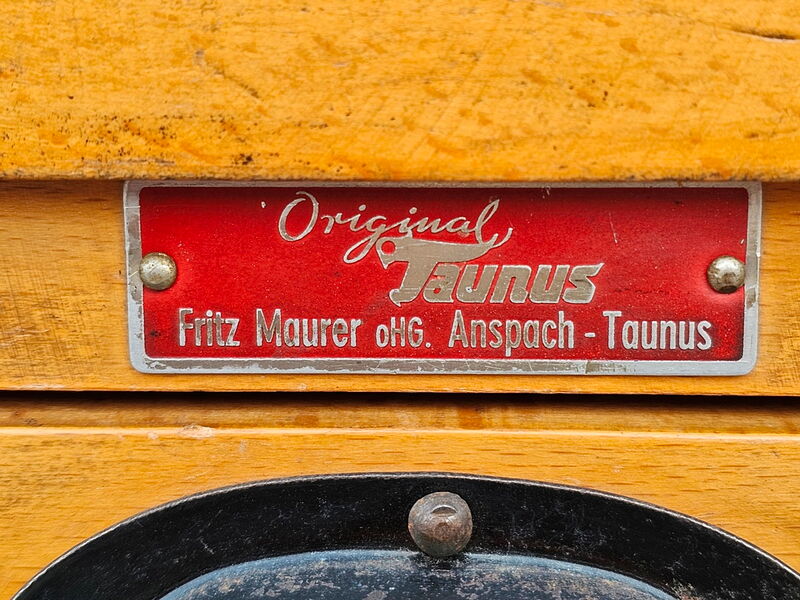 Original
Taunus
Fritz Maurer oHG. Anspach - Taunus